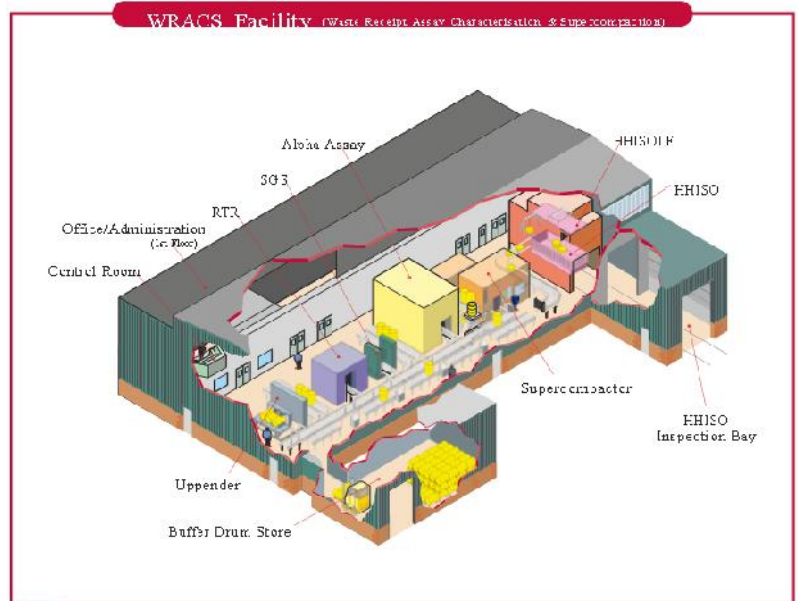 WRACS Facility (Waste Receipt Assay Characterisation & Supercompaction)
Alpha Assay
HHISOLF
SGS
HHISO
RTR
Office/Administration
(1st Floor)
Control Room
Supercompactor
HHISO
Inspection Bay
Uppender
Buffer Drum Store